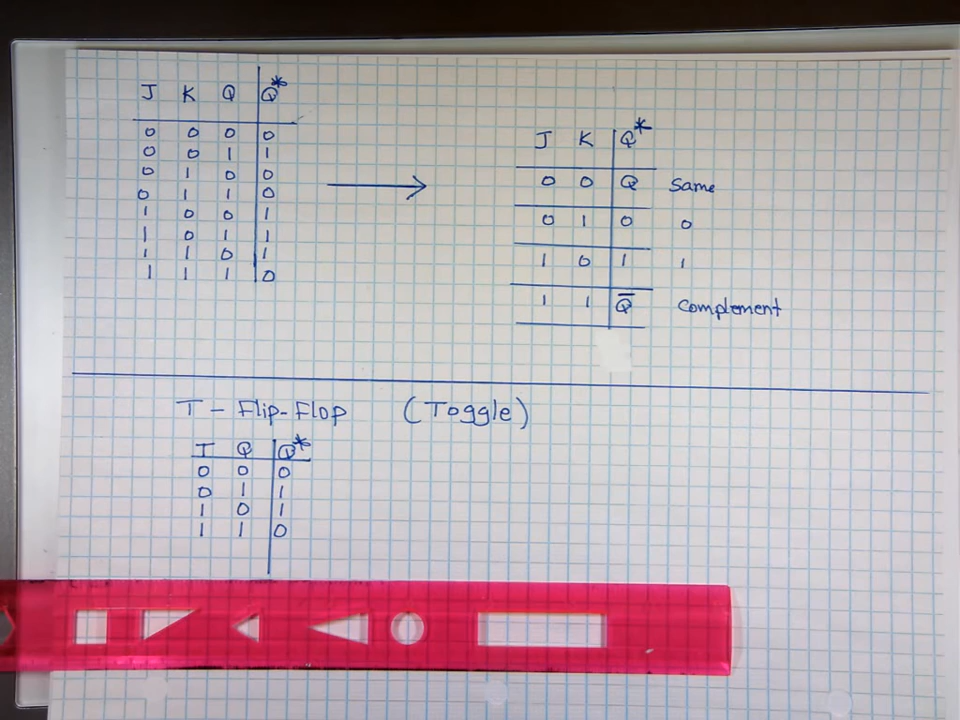 J K Q Q*
0 0 0 0
0 0 1 1
0 1 0 0
0 1 1 0
1 0 0 1
1 0 1 1
1 1 0 1
1 1 1 0
J K Q*
0 0 Q Same
0 1 0 0
1 0 1 1
1 1 Q̅ Complement
T - Flip-Flop (Toggle)
T Q Q*
0 0 0
0 1 1
1 0 1
1 1 0